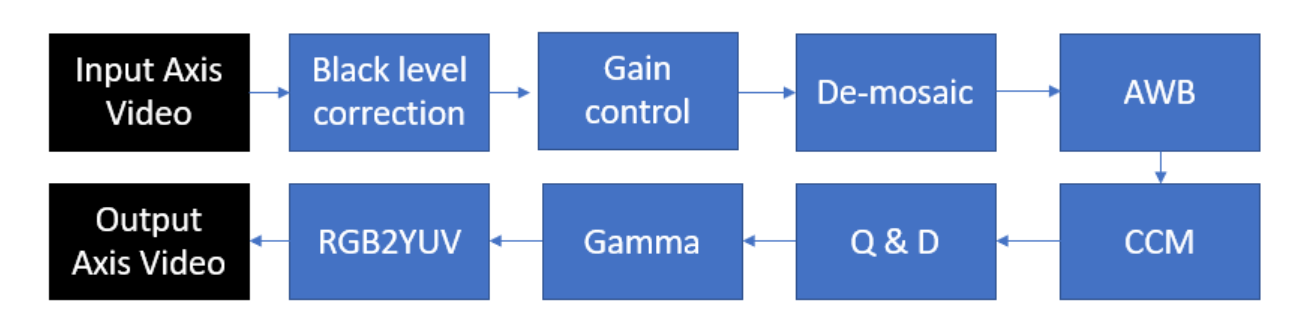 Input Axis
Video
Black level
correction
Gain
control
De-mosaic
AWB
Output
Axis Video
RGB2YUV
Gamma
Q & D
CCM